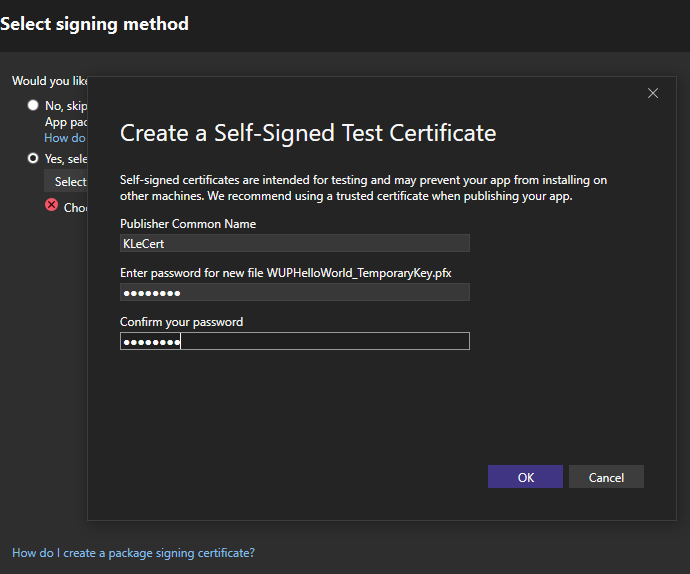 Select signing method
Would you like
No, skip
App pac
How do
Yes, sele
Select
Choo
Create a Self-Signed Test Certificate
Self-signed certificates are intended for testing and may prevent your app from installing on
other machines. We recommend using a trusted certificate when publishing your app.
Publisher Common Name
KLeCert
Enter password for new file WUPHelloWorld_TemporaryKey.pfx
●●●●●●●●
Confirm your password
●●●●●●●●
OK Cancel
How do I create a package signing certificate?